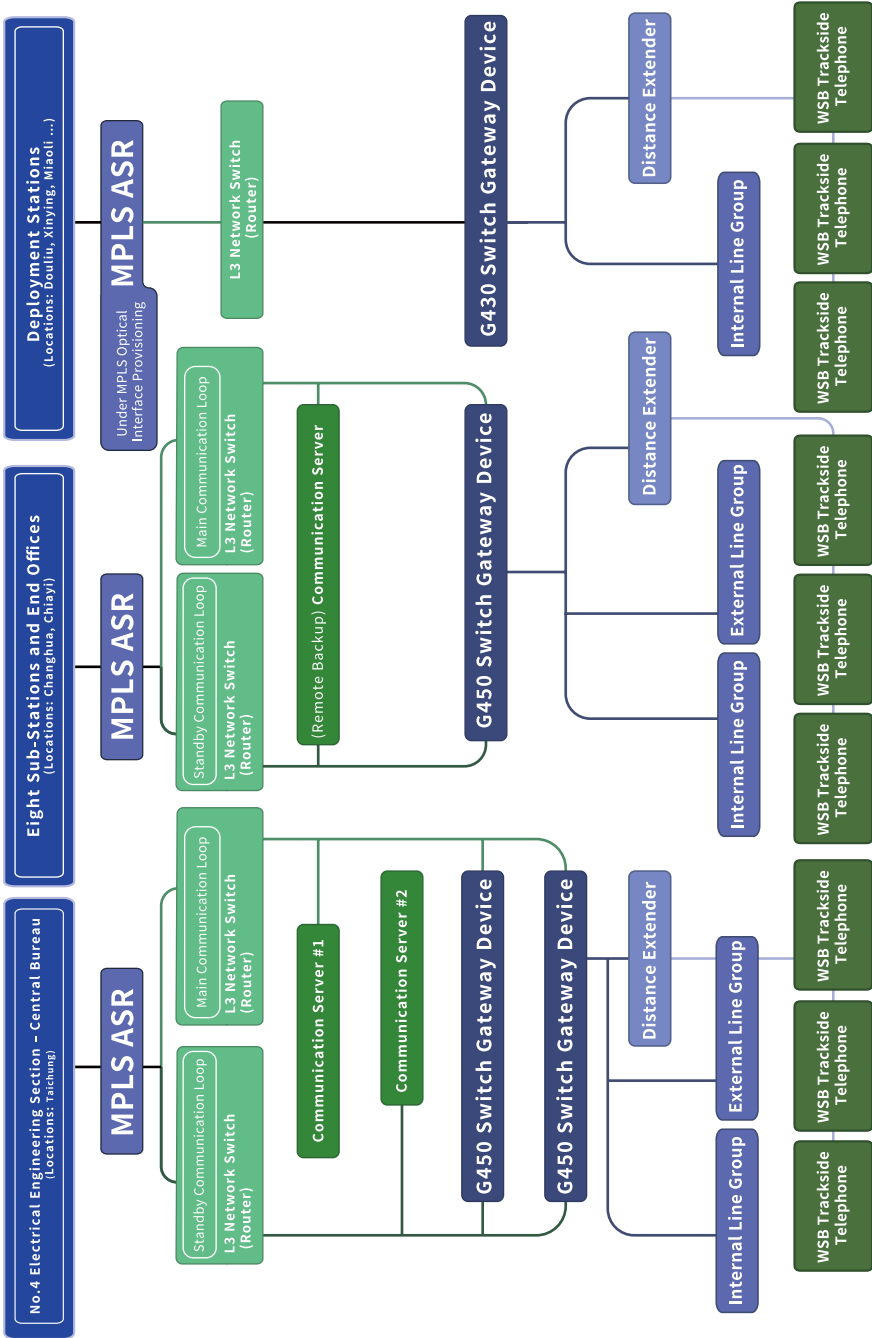 No.4 Electrical Engineering Section – Central Bureau
(Locations: Taichung)
MPLS ASR
Standby Communication Loop
L3 Network Switch
(Router)
Main Communication Loop
L3 Network Switch
(Router)
Communication Server #1
Communication Server #2
G450 Switch Gateway Device
G450 Switch Gateway Device
Distance Extender
Internal Line Group
External Line Group
WSB Trackside
Telephone
WSB Trackside
Telephone
WSB Trackside
Telephone
Eight Sub-Stations and End Offices
(Locations: Changhua, Chiayi)
MPLS ASR
Standby Communication Loop
L3 Network Switch
(Router)
Main Communication Loop
L3 Network Switch
(Router)
(Remote Backup) Communication Server
G450 Switch Gateway Device
Distance Extender
Internal Line Group
External Line Group
WSB Trackside
Telephone
WSB Trackside
Telephone
WSB Trackside
Telephone
Deployment Stations
(Locations: Douliu, Xinying, Miaoli ...)
Under MPLS Optical
Interface Provisioning
MPLS ASR
L3 Network Switch
(Router)
G430 Switch Gateway Device
Distance Extender
Internal Line Group
WSB Trackside
Telephone
WSB Trackside
Telephone
WSB Trackside
Telephone